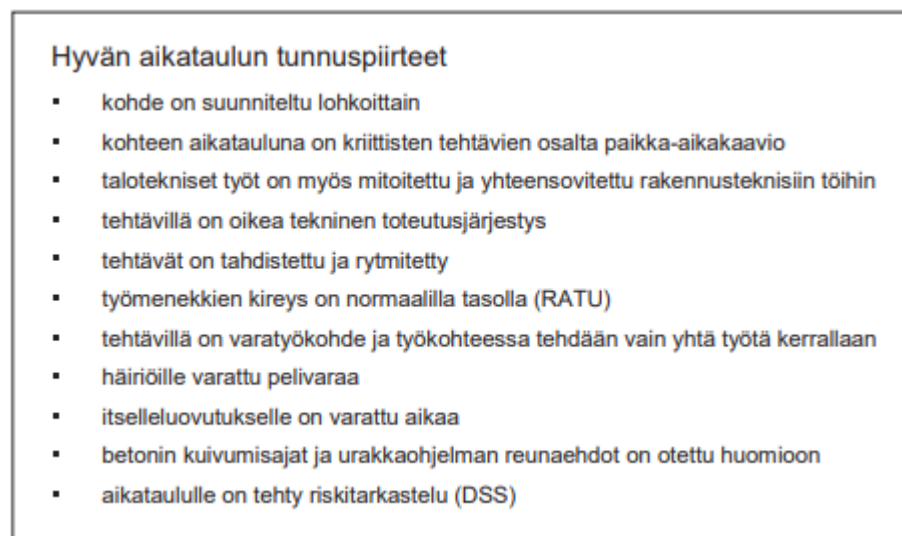 Hyvän aikataulun tunnuspiirteet
▪ kohde on suunniteltu lohkoittain
▪ kohteen aikatauluna on kriittisten tehtävien osalta paikka-aikakaavio
▪ talotekniset työt on myös mitoitettu ja yhteensovitettu rakennusteknisiin töihin
▪ tehtävillä on oikea tekninen toteutusjärjestys
▪ tehtävät on tahdistettu ja rytmitetty
▪ työmenekkien kireys on normaalilla tasolla (RATU)
▪ tehtävillä on varatyökohde ja työkohteessa tehdään vain yhtä työtä kerrallaan
▪ häiriöille varattu pelivaraa
▪ itselleluovutukselle on varattu aikaa
▪ betonin kuivumisajat ja urakkaohjelman reunaehdot on otettu huomioon
▪ aikataululle on tehty riskitarkastelu (DSS)